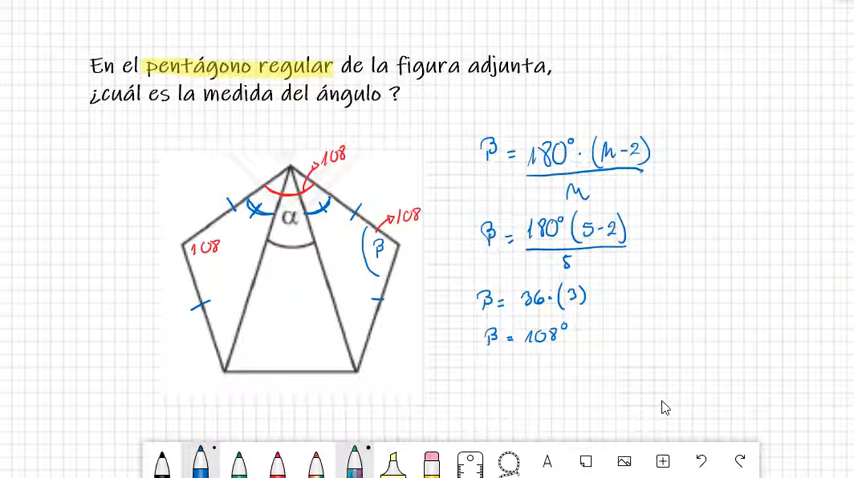 En el pentágono regular de la figura adjunta,
¿cuál es la medida del ángulo ?
108
α
108
108
β
x
x
β = 180° · (n-2)
n
β = 180° (5-2)
5
β = 36 · (3)
β = 108°
A